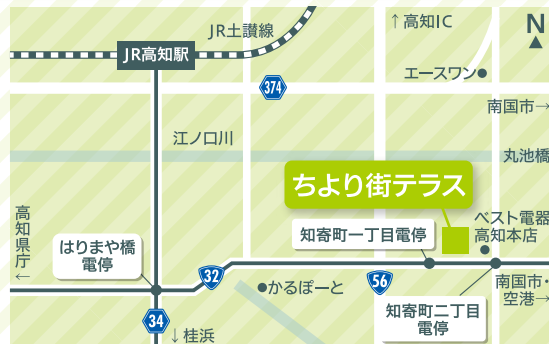 JR土讃線
↑高知IC
N
JR高知駅
エースワン
374
南国市→
江ノ口川
丸池橋
ちより街テラス
高知県庁←
ベスト電器
高知本店
知寄町一丁目電停
はりまや橋
電停
32
56
かるぽーと
南国市・
空港→
知寄町二丁目
電停
34
↓桂浜